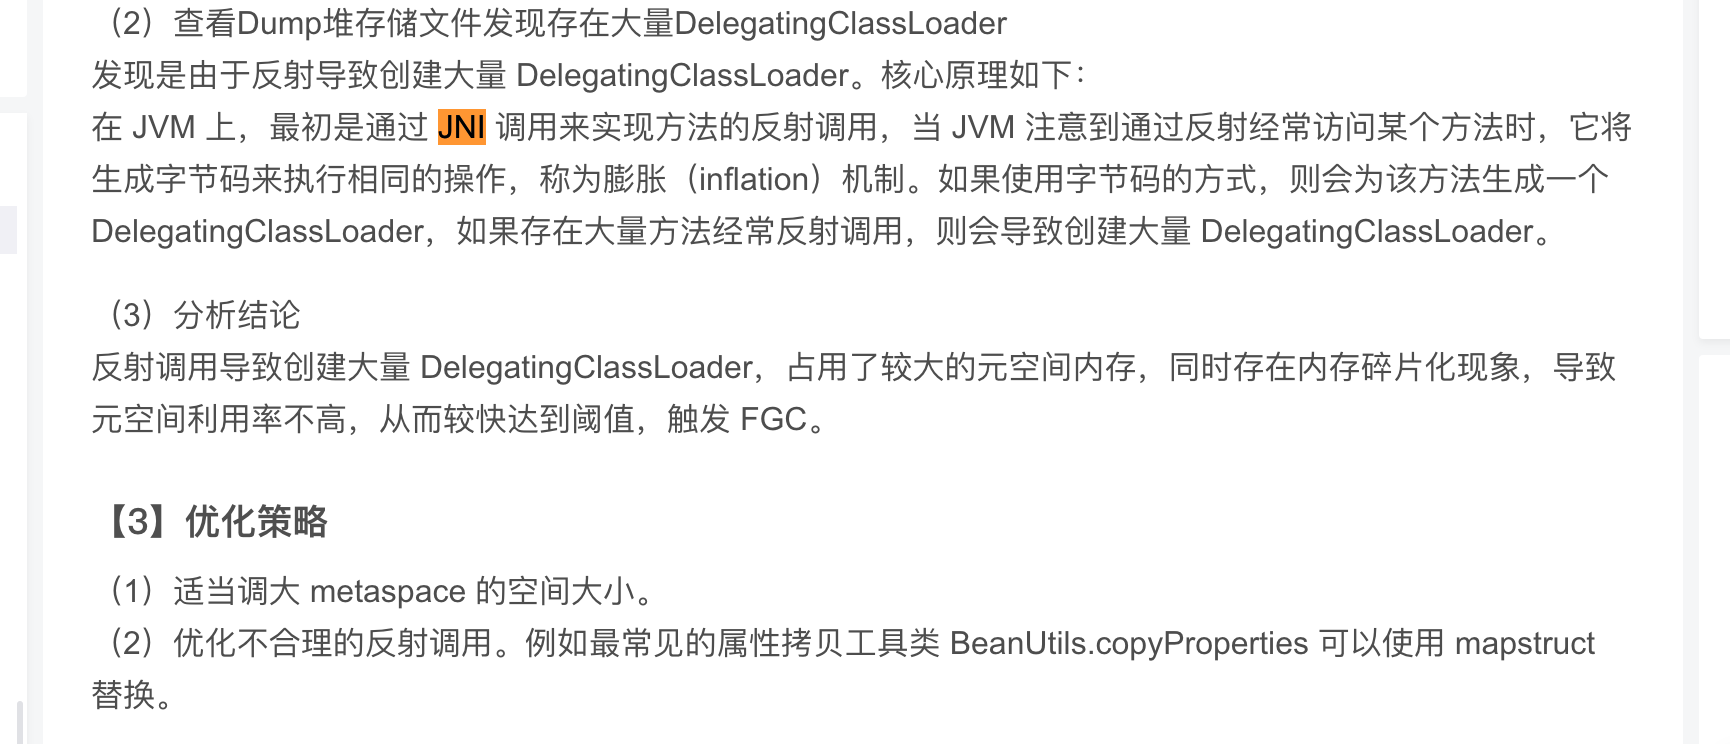 （2）查看Dump堆存储文件发现存在大量DelegatingClassLoader
发现是由于反射导致创建大量 DelegatingClassLoader。核心原理如下：
在 JVM 上，最初是通过 JNI 调用来实现方法的反射调用，当 JVM 注意到通过反射经常访问某个方法时，它将
生成字节码来执行相同的操作，称为膨胀（inflation）机制。如果使用字节码的方式，则会为该方法生成一个
DelegatingClassLoader，如果存在大量方法经常反射调用，则会导致创建大量 DelegatingClassLoader。
（3）分析结论
反射调用导致创建大量 DelegatingClassLoader，占用了较大的元空间内存，同时存在内存碎片化现象，导致
元空间利用率不高，从而较快达到阈值，触发 FGC。
【3】优化策略
（1）适当调大 metaspace 的空间大小。
（2）优化不合理的反射调用。例如最常见的属性拷贝工具类 BeanUtils.copyProperties 可以使用 mapstruct
替换。